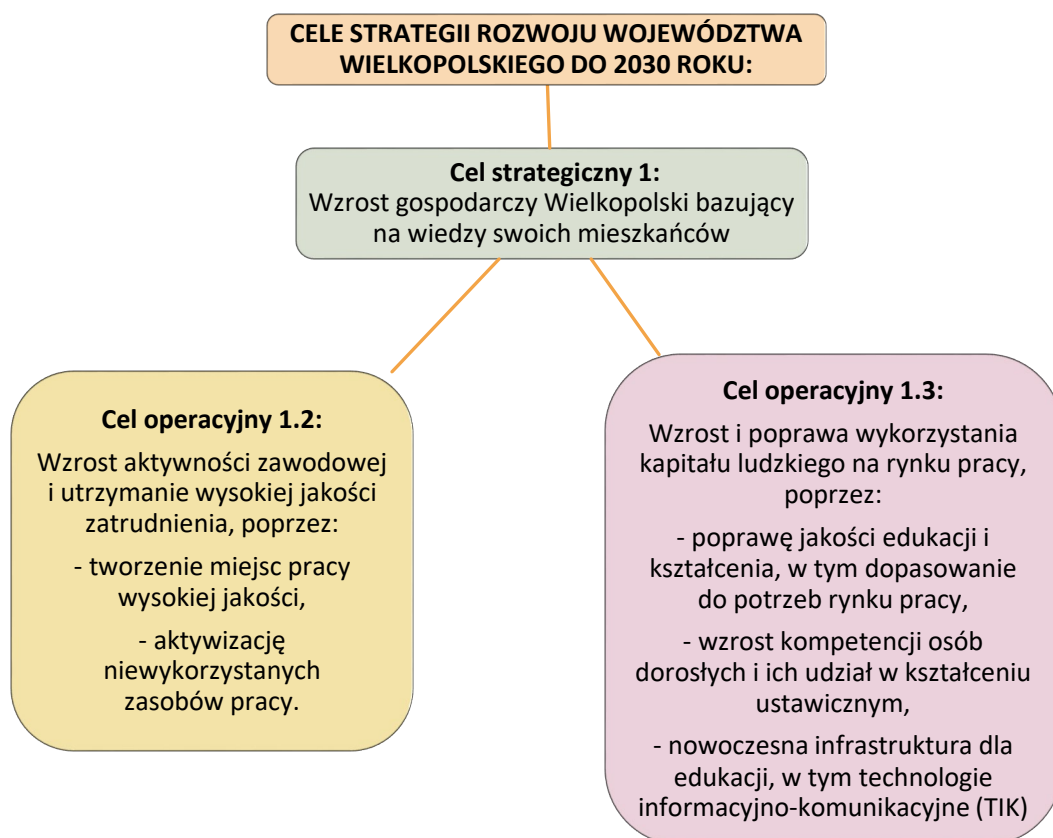 CELE STRATEGII ROZWOJU WOJEWÓDZTWA
WIELKOPOLSKIEGO DO 2030 ROKU:
Cel strategiczny 1:
Wzrost gospodarczy Wielkopolski bazujący
na wiedzy swoich mieszkańców
Cel operacyjny 1.2:
Wzrost aktywności zawodowej
i utrzymanie wysokiej jakości
zatrudnienia, poprzez:
- tworzenie miejsc pracy
wysokiej jakości,
- aktywizację
niewykorzystanych
zasobów pracy.
Cel operacyjny 1.3:
Wzrost i poprawa wykorzystania
kapitału ludzkiego na rynku pracy,
poprzez:
- poprawę jakości edukacji i
kształcenia, w tym dopasowanie
do potrzeb rynku pracy,
- wzrost kompetencji osób
dorosłych i ich udział w kształceniu
ustawicznym,
- nowoczesna infrastruktura dla
edukacji, w tym technologie
informacyjno-komunikacyjne (TIK)